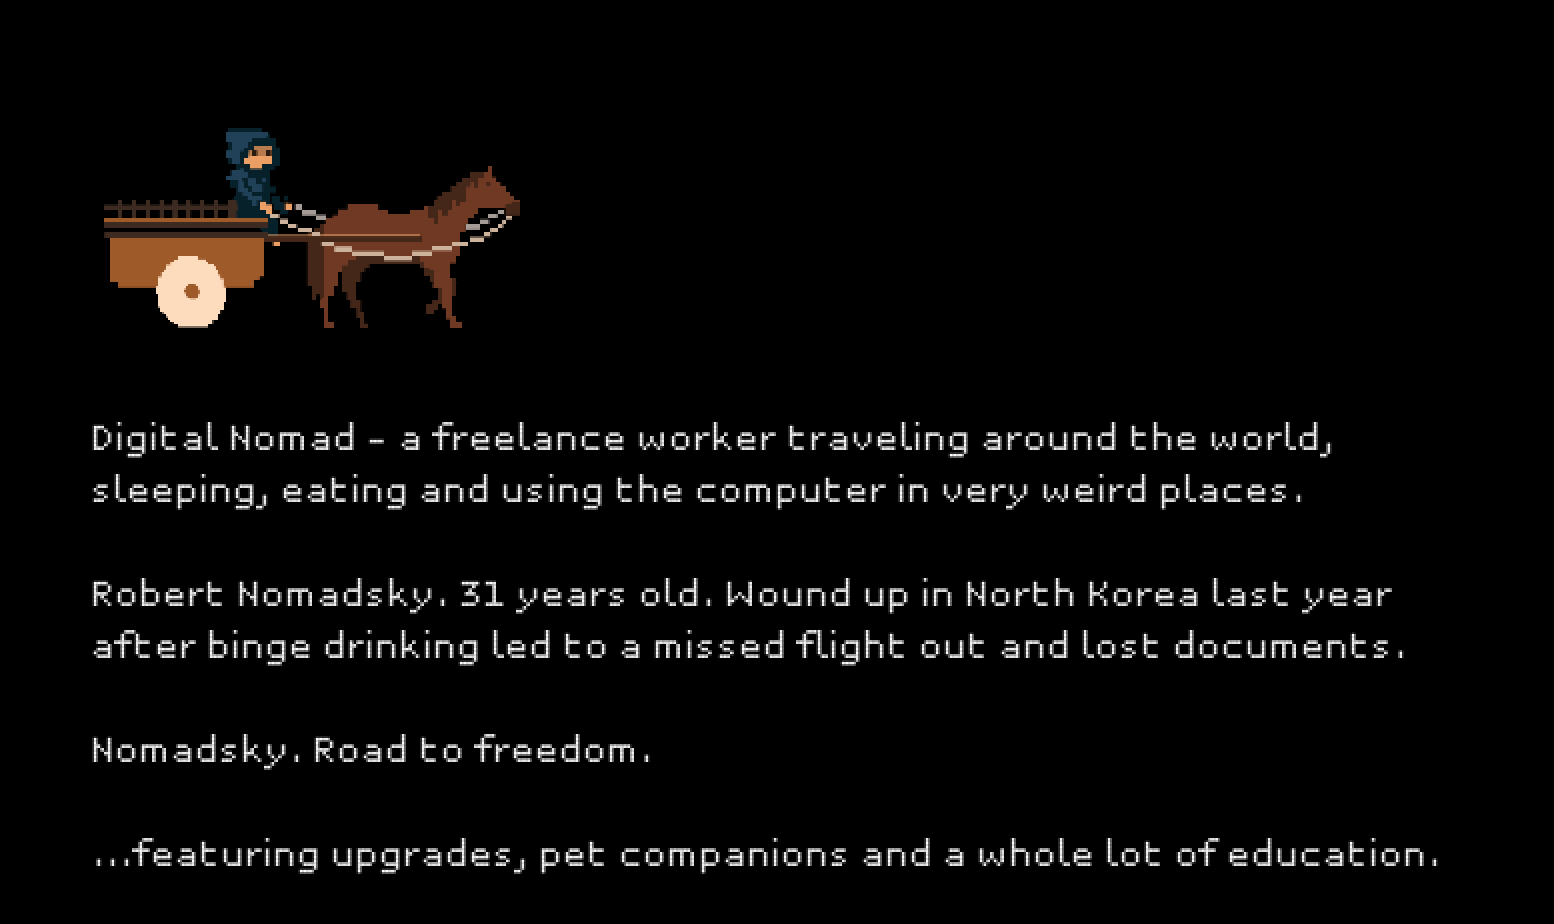 Digital Nomad - a freelance worker traveling around the world,
sleeping, eating and using the computer in very weird places.
Robert Nomadsky. 31 years old. Wound up in North Korea last year
after binge drinking led to a missed flight out and lost documents.
Nomadsky. Road to freedom.
...featuring upgrades, pet companions and a whole lot of education.